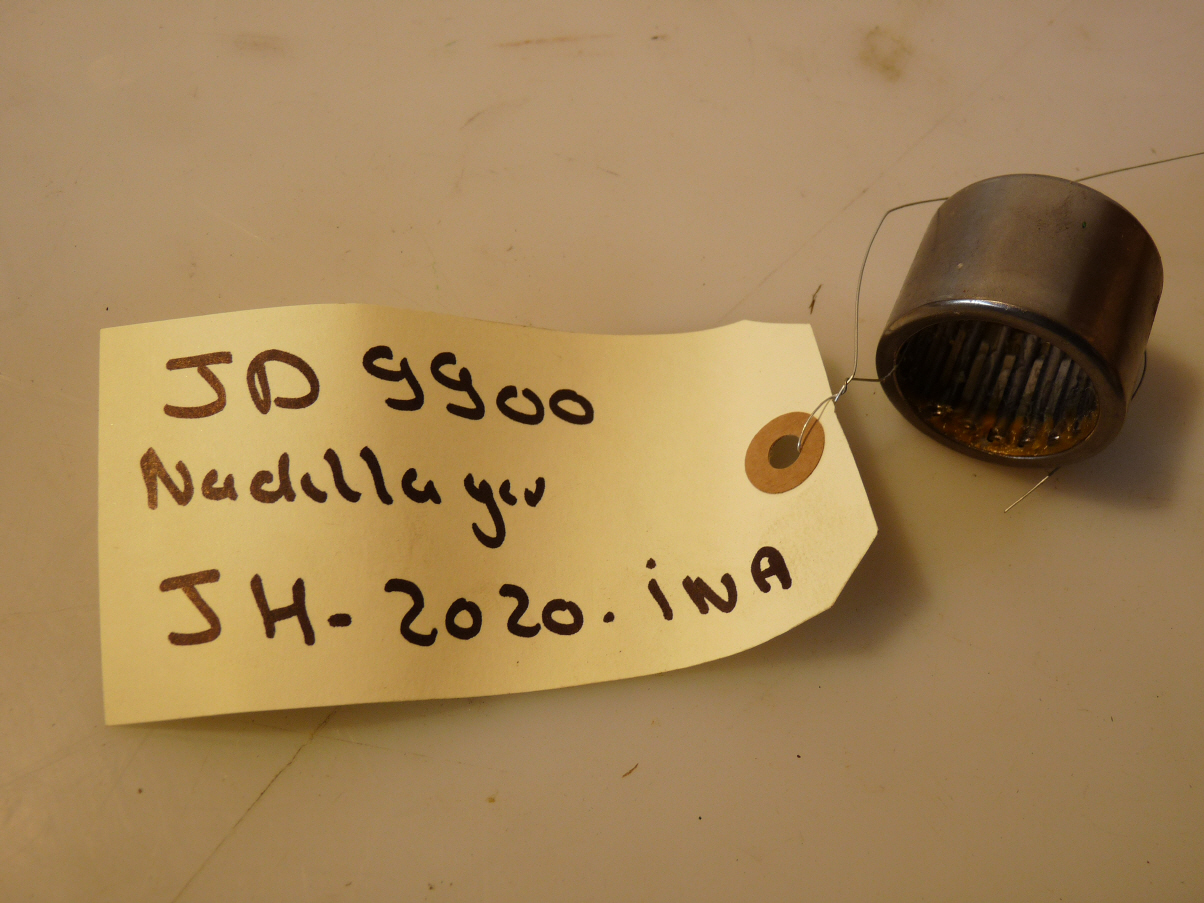 JD 9900
Nadellager
JH-2020. iNA